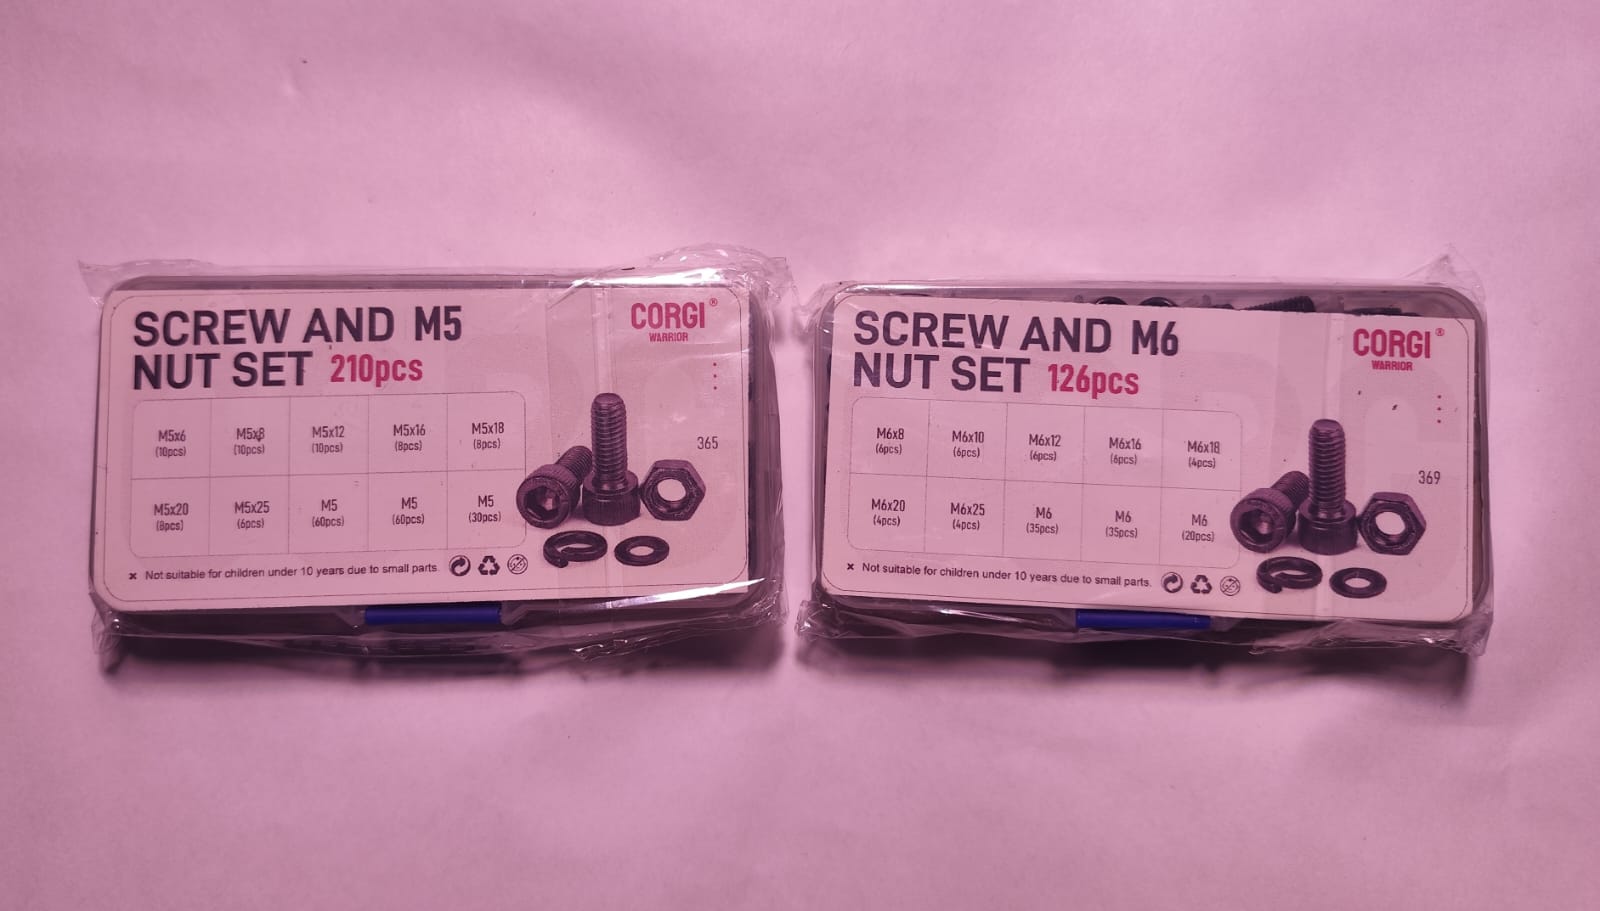 SCREW AND M5
NUT SET 210pcs
CORGI®
WARRIOR
M5x6
(10pcs)
M5x8
(10pcs)
M5x12
(10pcs)
M5x16
(8pcs)
M5x18
(8pcs)
365
M5x20
(8pcs)
M5x25
(6pcs)
M5
(60pcs)
M5
(60pcs)
M5
(30pcs)
× Not suitable for children under 10 years due to small parts.
SCREW AND M6
NUT SET 126pcs
CORGI®
WARRIOR
M6x8
(6pcs)
M6x10
(6pcs)
M6x12
(6pcs)
M6x16
(6pcs)
M6x18
(4pcs)
369
M6x20
(4pcs)
M6x25
(4pcs)
M6
(35pcs)
M6
(35pcs)
M6
(20pcs)
× Not suitable for children under 10 years due to small parts.